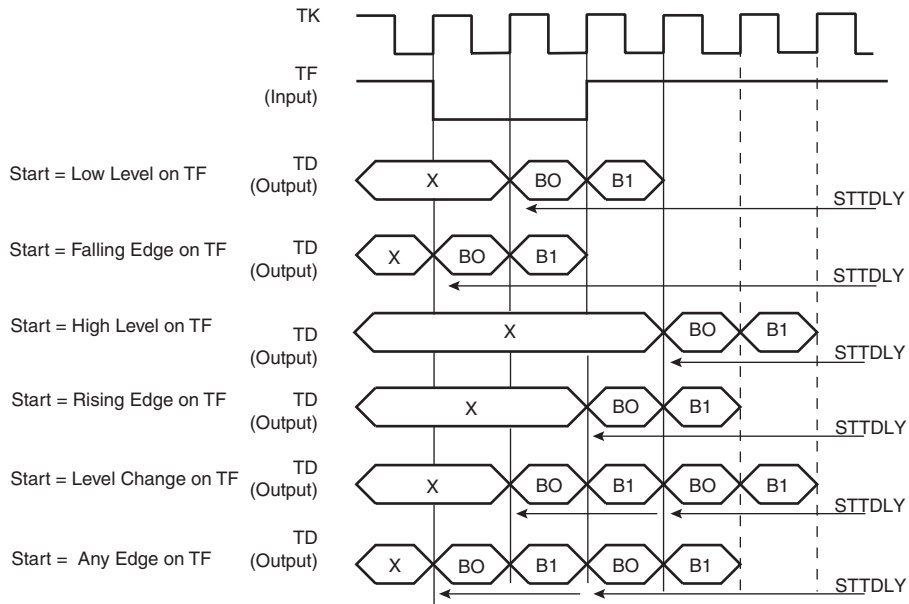 TK
TF
(Input)
Start = Low Level on TF
TD
(Output)
X
BO
B1
STTDLY
Start = Falling Edge on TF
TD
(Output)
X
BO
B1
STTDLY
Start = High Level on TF
TD
(Output)
X
BO
B1
STTDLY
Start = Rising Edge on TF
TD
(Output)
X
BO
B1
STTDLY
Start = Level Change on TF
TD
(Output)
X
BO
B1
BO
B1
STTDLY
Start = Any Edge on TF
TD
(Output)
X
BO
B1
BO
B1
STTDLY